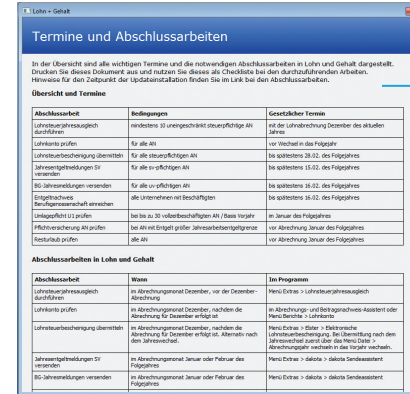 Lohn + Gehalt
Termine und Abschlussarbeiten
In der Übersicht sind alle wichtigen Termine und die notwendigen Abschlussarbeiten in Lohn und Gehalt dargestellt.
Drucken Sie dieses Dokument aus und nutzen Sie dieses als Checkliste bei den durchzuführenden Arbeiten.
Hinweise für den Zeitpunkt der Updateinstallation finden Sie im Link bei den Abschlussarbeiten.
Übersicht und Termine
Abschlussarbeit Bedingungen Gesetzlicher Termin
Lohnsteuerjahresausgleich durchführen mindestens 10 uneingeschränkt steuerpflichtige AN mit der Lohnabrechnung Dezember des aktuellen Jahres
Lohnkonto prüfen für alle AN vor Wechsel in das Folgejahr
Lohnsteuerbescheinigung übermitteln für alle steuerpflichtigen AN bis spätestens 28.02. des Folgejahres
Jahresentgeltmeldungen SV versenden für alle sv-pflichtigen AN bis spätestens 15.02. des Folgejahres
BG-Jahresmeldungen versenden für alle uv-pflichtigen AN bis spätestens 16.02. des Folgejahres
Entgeltnachweis Berufsgenossenschaft einreichen alle Unternehmen mit Beschäftigten bis spätestens 16.02. des Folgejahr
Umlagepflicht U1 prüfen bei bis zu 30 vollzeitbeschäftigten AN / Basis Vorjahr im Januar des Folgejahres
Pflichtversicherung AN prüfen bei AN mit Entgelt größer Jahresarbeitsentgeltgrenze vor Abrechnung Januar des Folgejahres
Resturlaub prüfen alle AN vor Abrechnung Januar des Folgejahres
Abschlussarbeiten in Lohn und Gehalt
Abschlussarbeit Wann Im Programm
Lohnsteuerjahresausgleich durchführen im Abrechnungsmonat Dezember, vor der Dezember-Abrechnung Menü Extras > Lohnsteuerjahresausgleich
Lohnkonto prüfen im Abrechnungsmonat Dezember, nachdem die Abrechnung für Dezember erfolgt ist im Abrechnungs- und Beitragsnachweis-Assistent oder Menü Berichte > Lohnkonto
Lohnsteuerbescheinigung übermitteln im Abrechnungsmonat Dezember, nachdem die Abrechnung für Dezember erfolgt ist. Alternativ nach dem Jahreswechsel. Menü Extras > Elster > Elektronische Lohnsteuerbescheinigung. Bei Übermittlung nach dem Jahreswechsel zuerst über das Menü Datei > Abrechnungsjahr wechseln in das Vorjahr wechseln.
Jahresentgeltmeldungen SV versenden im Abrechnungsmonat Januar oder Februar des Folgejahres Menü Extras > dakota > dakota Sendeassistent
BG-Jahresmeldungen versenden im Abrechnungsmonat Januar oder Februar des Folgejahres Menü Extras > dakota > dakota Sendeassistent